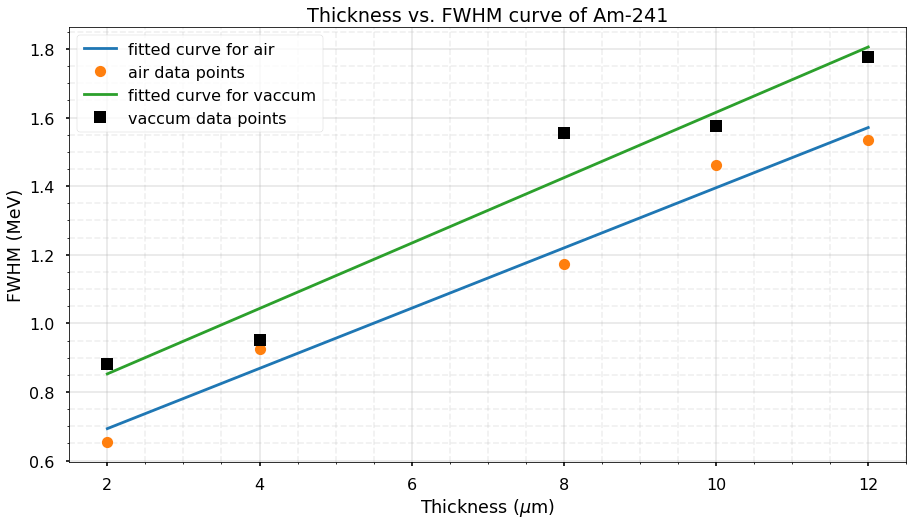 Thickness vs. FWHM curve of Am-241
fitted curve for air
air data points
fitted curve for vaccum
vaccum data points
FWHM (MeV)
1.8
1.6
1.4
1.2
1.0
0.8
0.6
2 4 6 8 10 12
Thickness (μm)